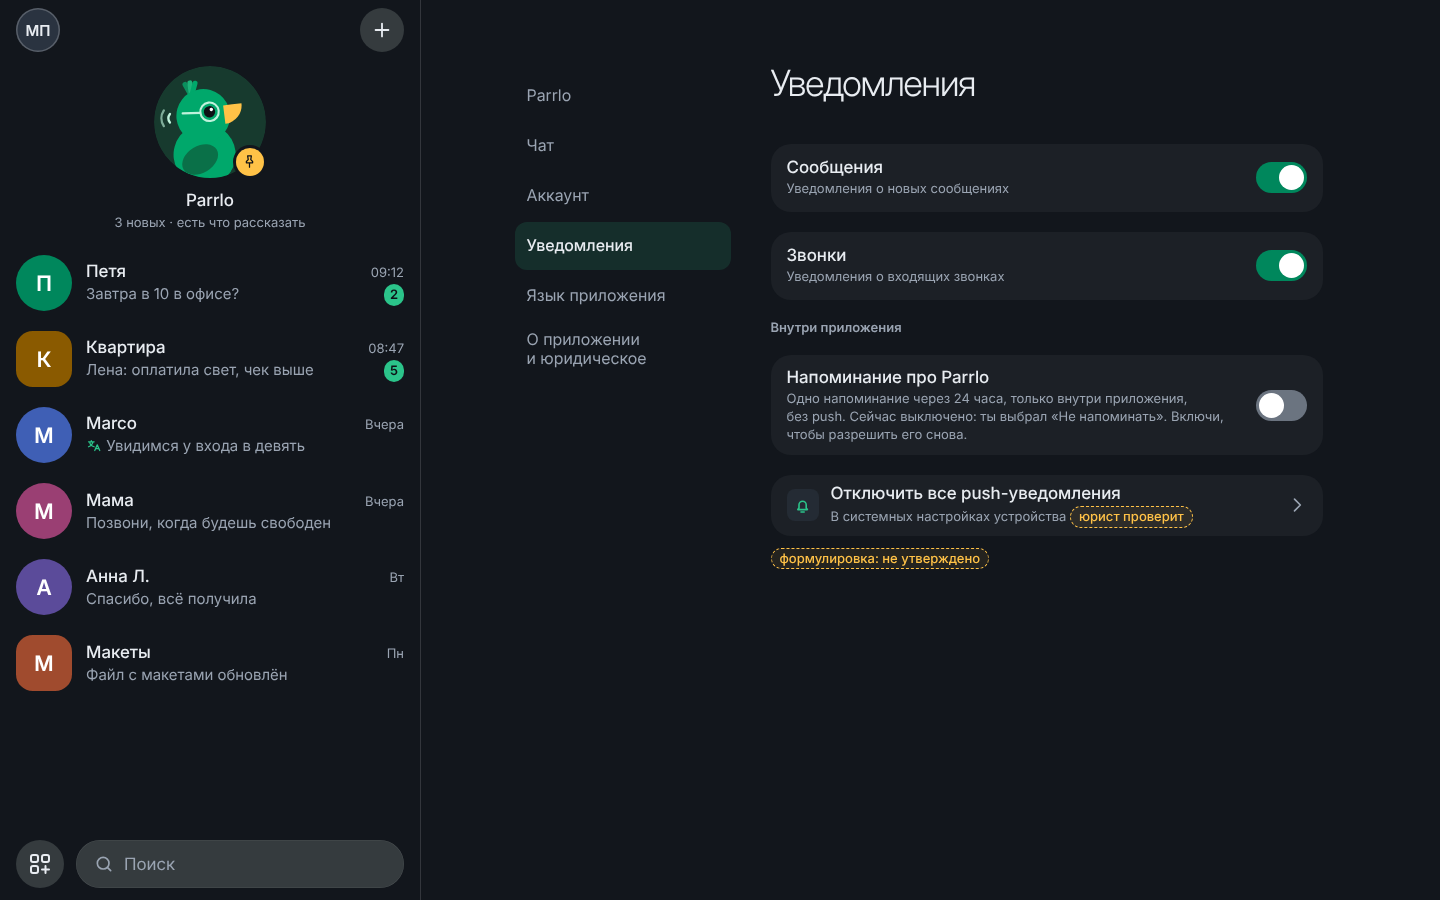 МП
Parrlo
3 новых · есть что рассказать
П
Петя
09:12
Завтра в 10 в офисе?
2
К
Квартира
08:47
Лена: оплатила свет, чек выше
5
M
Marco
Вчера
Увидимся у входа в девять
М
Мама
Вчера
Позвони, когда будешь свободен
А
Анна Л.
Вт
Спасибо, всё получила
М
Макеты
Пн
Файл с макетами обновлён
Поиск
Parrlo
Чат
Аккаунт
Уведомления
Язык приложения
О приложении
и юридическое
Уведомления
Сообщения
Уведомления о новых сообщениях
Звонки
Уведомления о входящих звонках
Внутри приложения
Напоминание про Parrlo
Одно напоминание через 24 часа, только внутри приложения,
без push. Сейчас выключено: ты выбрал «Не напоминать». Включи,
чтобы разрешить его снова.
Отключить все push-уведомления
В системных настройках устройства юрист проверит
формулировка: не утверждено